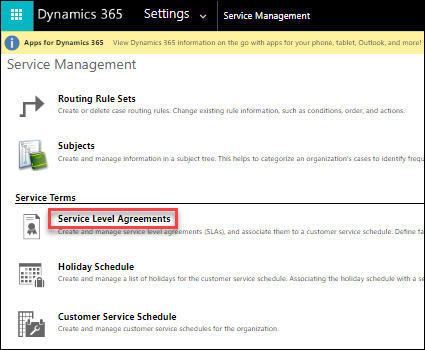 Dynamics 365 Settings Service Management
Apps for Dynamics 365 View Dynamics 365 information on the go with apps for your phone, tablet, Outlook, and more!
Service Management
Routing Rule Sets
Create or delete case routing rules. Change existing rule information, such as conditions, order, and actions.
Subjects
Create and manage information in a subject tree. This helps to categorize an organization's cases to identify frequ
Service Terms
Service Level Agreements
Create and manage service level agreements (SLAs), and associate them to a customer service schedule. Define fa
Holiday Schedule
Create and manage a list of holidays for the customer service schedule. Associating the holiday schedule with a se
Customer Service Schedule
Create and manage customer service schedules for the organization.